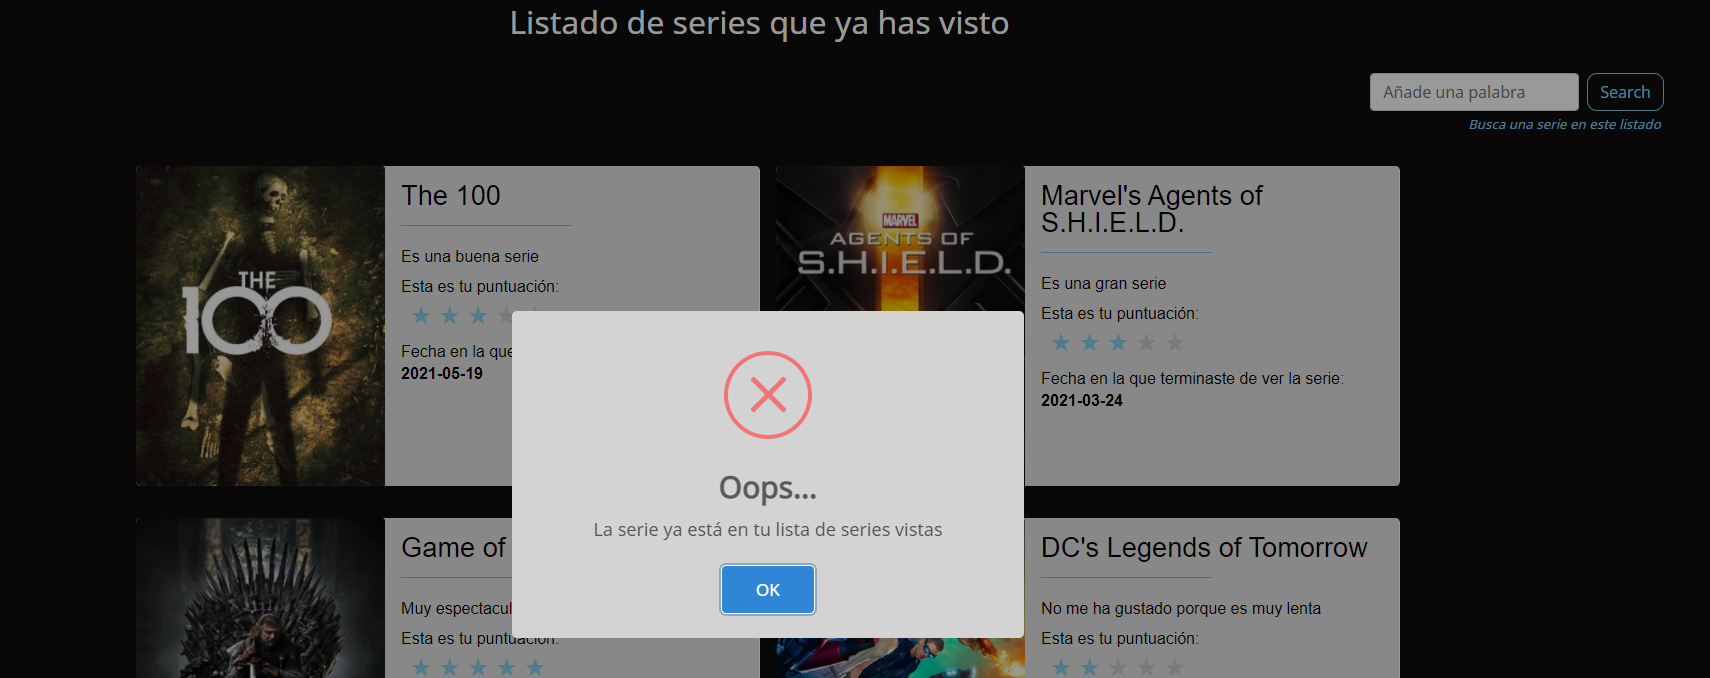 Listado de series que ya has visto
Añade una palabra
Search
Busca una serie en este listado
THE
100
The 100
Es una buena serie
Esta es tu puntuación:
Fecha en la que
2021-05-19
MARVEL
AGENTS OF
S.H.I.E.L.D.
Marvel's Agents of
S.H.I.E.L.D.
Es una gran serie
Esta es tu puntuación:
Fecha en la que terminaste de ver la serie:
2021-03-24
Oops...
La serie ya está en tu lista de series vistas
OK
Game of
Muy espectacul
Esta es tu puntuación:
DC's Legends of Tomorrow
No me ha gustado porque es muy lenta
Esta es tu puntuación: